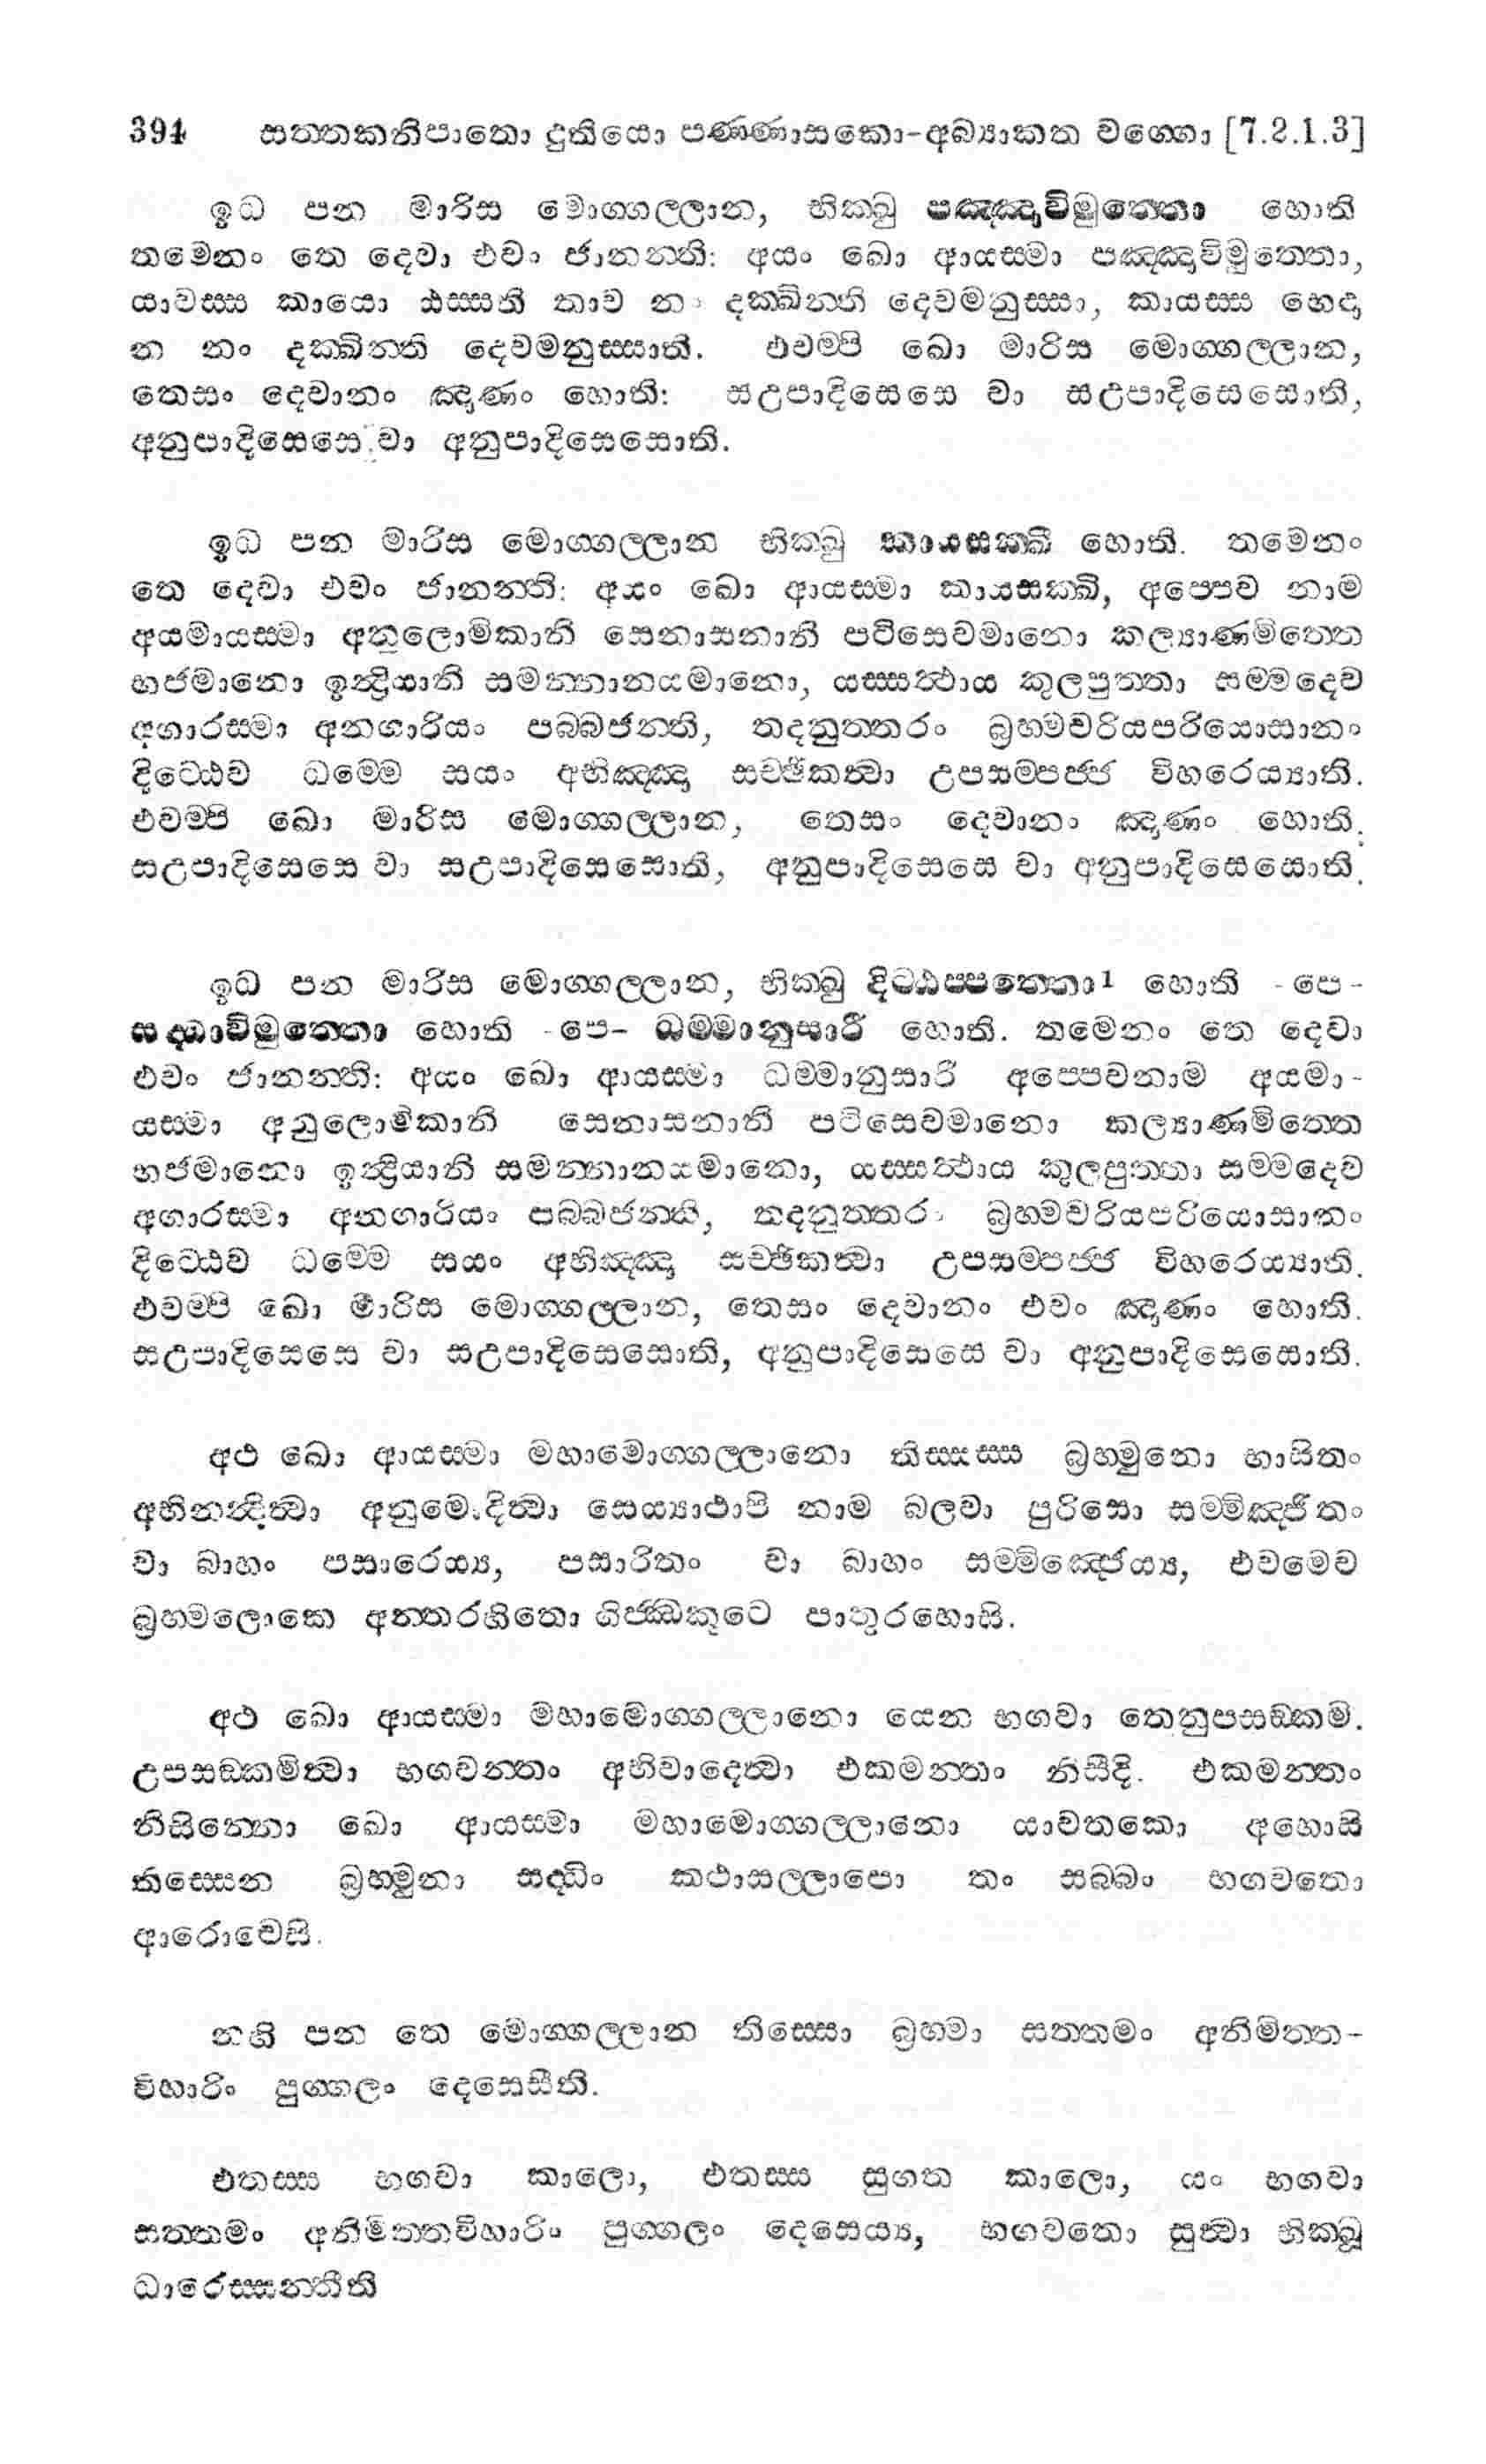 394 සත්තකනිපාතො දුතියො පණ්ණාසකො-අබ්‍යාකත වග්ගො [7.2.1.3]
ඉධ පන මාරිස මොග්ගල්ලාන, භික්ඛු පඤ්ඤාවිමුත්තො හොති
තමෙනං තෙ දෙවා එවං ජානන්ති: අයං ඛො ආයස්මා පඤ්ඤාවිමුත්තො,
යාවස්ස කායො ඨස්සති තාව නං දක්ඛින්ති දෙවමනුස්සා, කායස්ස භෙදා
න නං දක්ඛින්ති දෙවමනුස්සාති. එවම්පි ඛො මාරිස මොග්ගල්ලාන,
තෙසං දෙවානං ඤාණං හොති: සඋපාදිසෙසෙ වා සඋපාදිසෙසොති,
අනුපාදිසෙසෙ වා අනුපාදිසෙසොති.
ඉධ පන මාරිස මොග්ගල්ලාන භික්ඛු කායසක්ඛී හොති. තමෙනං
තෙ දෙවා එවං ජානන්ති: අයං ඛො ආයස්මා කායසක්ඛි, අප්පෙව නාම
අයමායස්මා අනුලොමිකානි සෙනාසනානි පටිසෙවමානො කල්‍යාණමිත්තෙ
භජමානො ඉන්ද්‍රියානි සමන්නානයමානො, යස්සත්ථාය කුලපුත්තා සම්මදෙව
අගාරස්මා අනගාරියං පබ්බජන්ති, තදනුත්තරං බ්‍රහ්මචරියපරියොසානං
දිට්ඨෙව ධම්මෙ සයං අභිඤ්ඤා සච්ඡිකත්වා උපසම්පජ්ජ විහරෙය්‍යාති.
එවම්පි ඛො මාරිස මොග්ගල්ලාන, තෙසං දෙවානං ඤාණං හොති.
සඋපාදිසෙසෙ වා සඋපාදිසෙසොති, අනුපාදිසෙසෙ වා අනුපාදිසෙසොති.
ඉධ පන මාරිස මොග්ගල්ලාන, භික්ඛු දිට්ඨප්පත්තො¹ හොති -පෙ-
සද්ධාවිමුත්තො හොති -පෙ- ධම්මානුසාරී හොති. තමෙනං තෙ දෙවා
එවං ජානන්ති: අයං ඛො ආයස්මා ධම්මානුසාරී අප්පෙවනාම අයමා-
යස්මා අනුලොමිකානි සෙනාසනානි පටිසෙවමානො කල්‍යාණමිත්තෙ
භජමානො ඉන්ද්‍රියානි සමන්නානයමානො, යස්සත්ථාය කුලපුත්තා සම්මදෙව
අගාරස්මා අනගාරියං පබ්බජන්ති, තදනුත්තරං බ්‍රහ්මචරියපරියොසානං
දිට්ඨෙව ධම්මෙ සයං අභිඤ්ඤා සච්ඡිකත්වා උපසම්පජ්ජ විහරෙය්‍යාති.
එවම්පි ඛො මාරිස මොග්ගල්ලාන, තෙසං දෙවානං එවං ඤාණං හොති.
සඋපාදිසෙසෙ වා සඋපාදිසෙසොති, අනුපාදිසෙසෙ වා අනුපාදිසෙසොති.
අථ ඛො ආයස්මා මහාමොග්ගල්ලානො තිස්සස්ස බ්‍රහ්මුනො භාසිතං
අභිනන්දිත්වා අනුමොදිත්වා සෙය්‍යථාපි නාම බලවා පුරිසො සම්මිඤ්ජිතං
වා බාහං පසාරෙය්‍ය, පසාරිතං වා බාහං සම්මිඤ්ජෙය්‍ය, එවමෙව
බ්‍රහ්මලොකෙ අන්තරහිතො ගිජ්ඣකූටෙ පාතුරහොසි.
අථ ඛො ආයස්මා මහාමොග්ගල්ලානො යෙන භගවා තෙනුපසඞ්කමි.
උපසඞ්කමිත්වා භගවන්තං අභිවාදෙත්වා එකමන්තං නිසීදි. එකමන්තං
නිසින්නො ඛො ආයස්මා මහාමොග්ගල්ලානො යාවතකො අහොසි
තිස්සෙන බ්‍රහ්මුනා සද්ධිං කථාසල්ලාපො තං සබ්බං භගවතො
ආරොචෙසි.
නහි පන තෙ මොග්ගල්ලාන තිස්සො බ්‍රහ්මා සත්තමං අනිමිත්ත-
විහාරිං පුග්ගලං දෙසෙසීති.
එතස්ස භගවා කාලො, එතස්ස සුගත කාලො, යං භගවා
සත්තමං අනිමිත්තවිහාරිං පුග්ගලං දෙසෙය්‍ය, භගවතො සුත්වා භික්ඛූ
ධාරෙස්සන්තීති